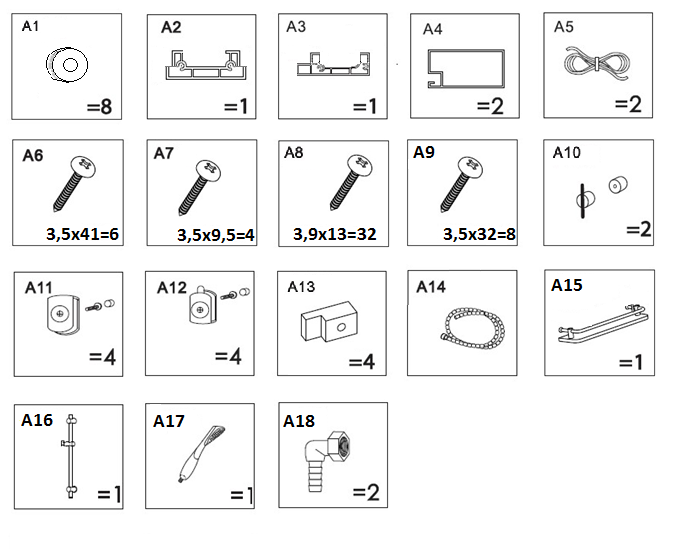 A1
=8
A2
=1
A3
=1
A4
=2
A5
=2
A6
3,5x41=6
A7
3,5x9,5=4
A8
3,9x13=32
A9
3,5x32=8
A10
=2
A11
=4
A12
=4
A13
=4
A14
A15
=1
A16
=1
A17
=1
A18
=2